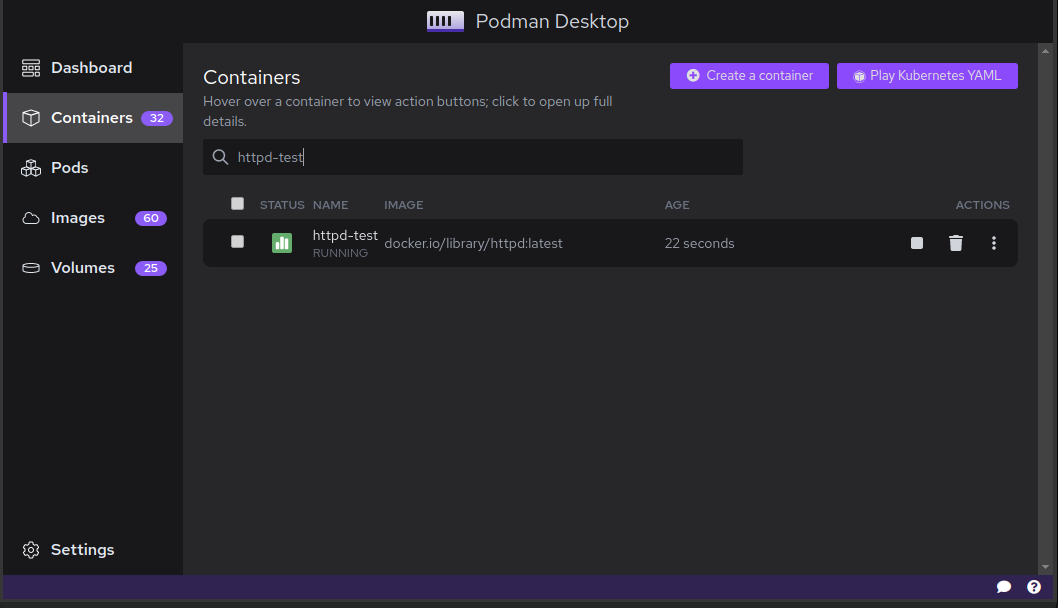 Podman Desktop
Dashboard
Containers 32
Pods
Images 60
Volumes 25
Settings
Containers
Create a container
Play Kubernetes YAML
Hover over a container to view action buttons; click to open up full
details.
httpd-test
STATUS NAME IMAGE AGE ACTIONS
httpd-test docker.io/library/httpd:latest 22 seconds
RUNNING